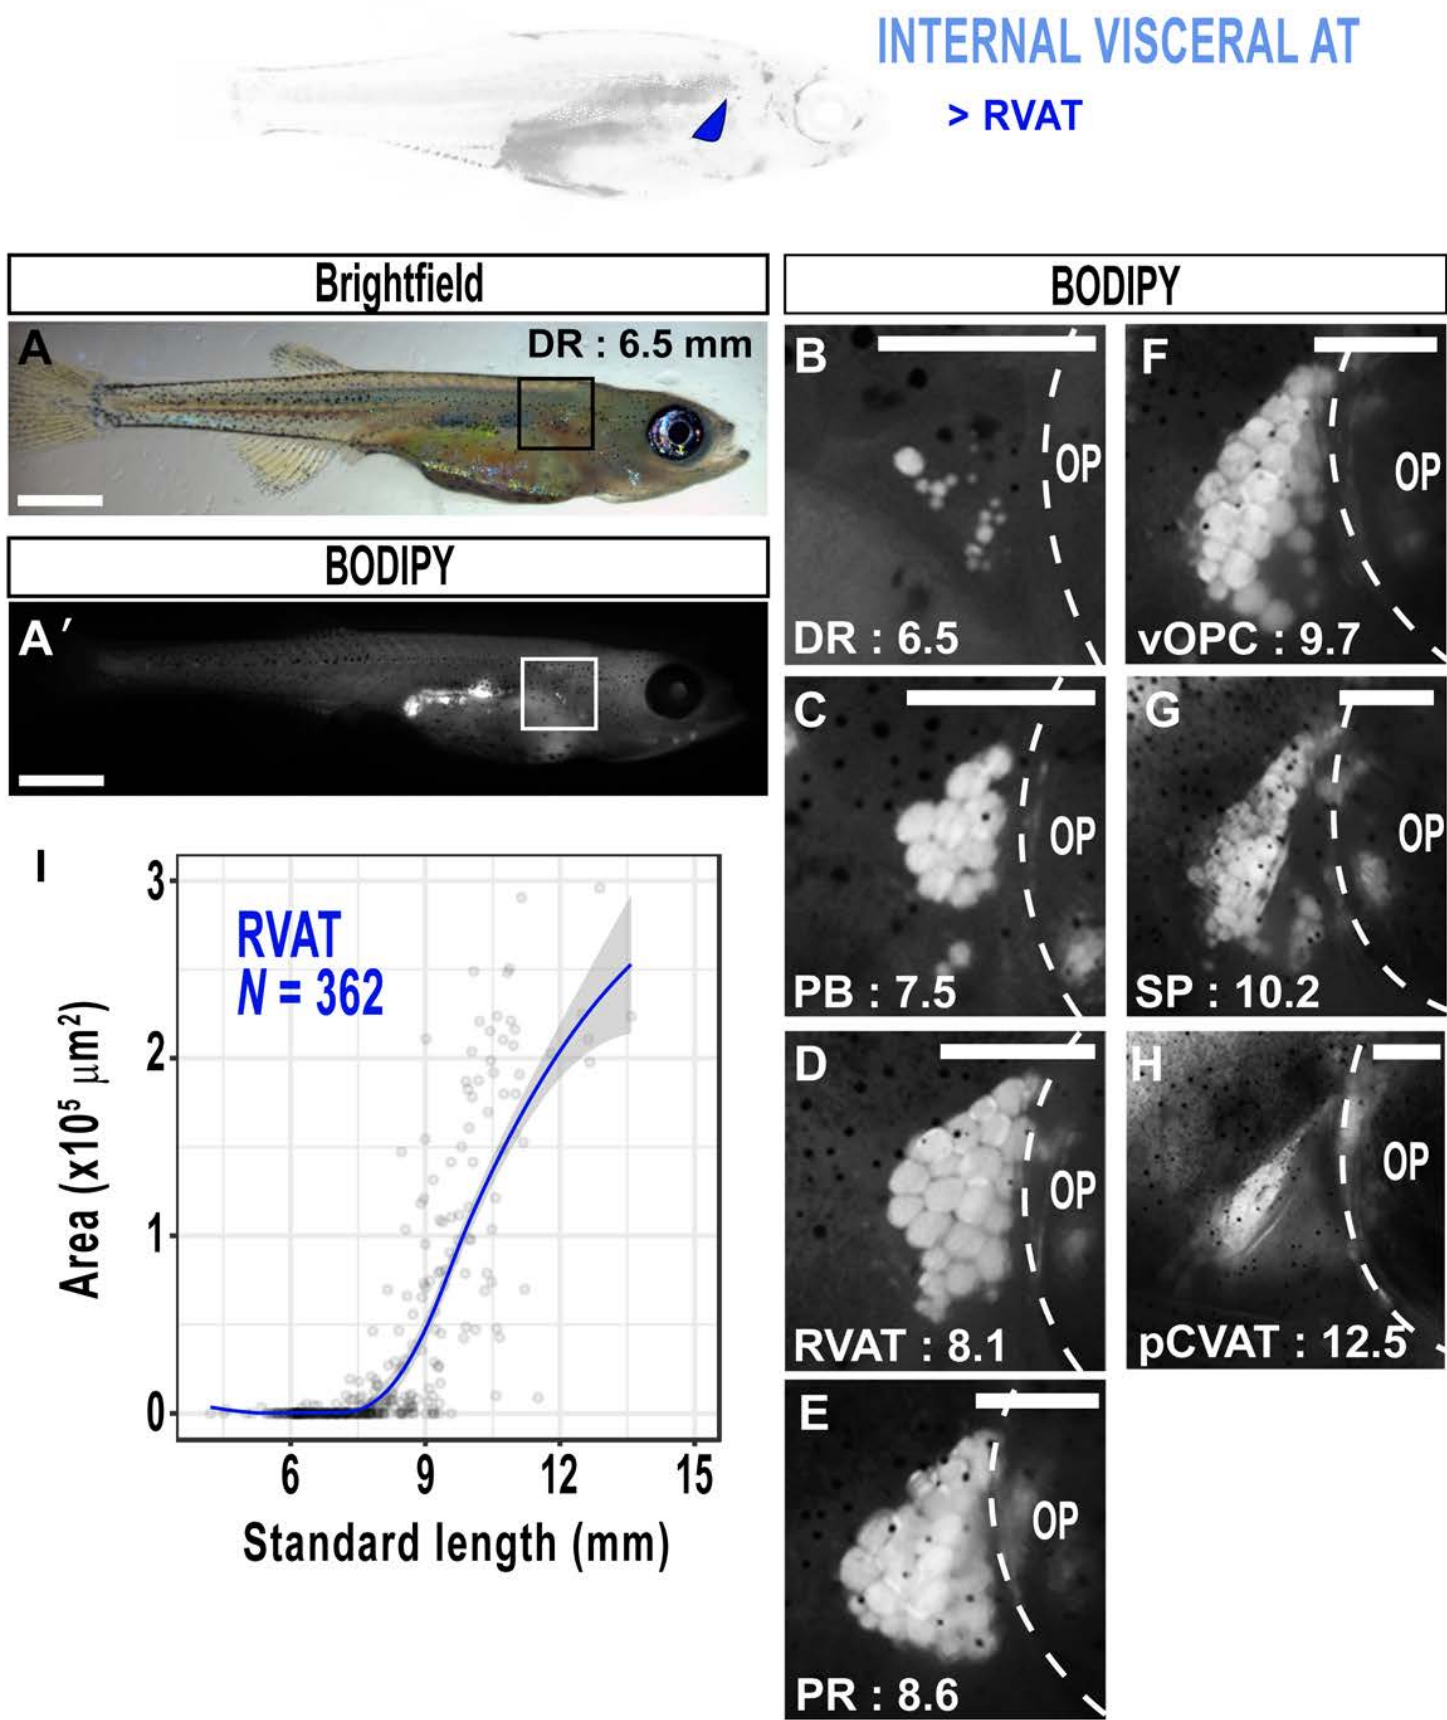 INTERNAL VISCERAL AT
> RVAT
Brightfield
A
DR : 6.5 mm
BODIPY
A′
I
RVAT
N = 362
Area (x10⁵ μm²)
3
2
1
0
6 9 12 15
Standard length (mm)
BODIPY
B
OP
DR : 6.5
C
OP
PB : 7.5
D
OP
RVAT : 8.1
E
OP
PR : 8.6
F
OP
vOPC : 9.7
G
OP
SP : 10.2
H
OP
pCVAT : 12.5